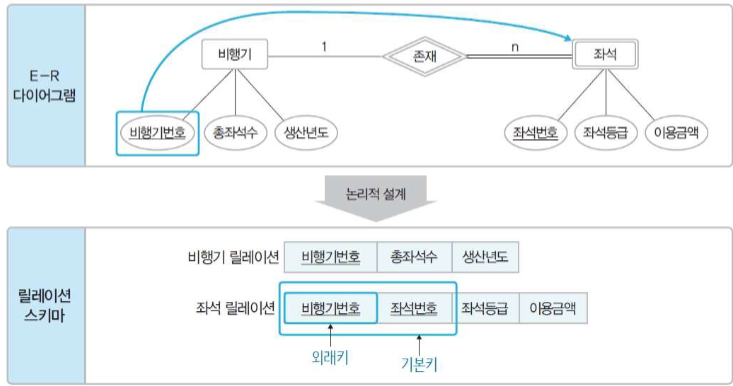 E-R
다이어그램
비행기
1
존재
n
좌석
비행기번호
총좌석수
생산년도
좌석번호
좌석등급
이용금액
논리적 설계
릴레이션
스키마
비행기 릴레이션 비행기번호 총좌석수 생산년도
좌석 릴레이션 비행기번호 좌석번호 좌석등급 이용금액
외래키
기본키